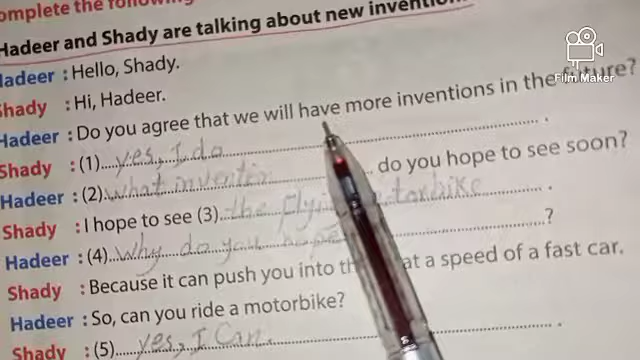 omplete the following
Hadeer and Shady are talking about new invention
Hadeer : Hello, Shady.
Shady : Hi, Hadeer.
Hadeer : Do you agree that we will have more inventions in the future?
Shady : (1) yes, I do .
Hadeer : (2) what invention do you hope to see soon?
Shady : I hope to see (3) the flying motorbike .
Hadeer : (4) Why do you hope ?
Shady : Because it can push you into the at a speed of a fast car.
Hadeer : So, can you ride a motorbike?
Shady : (5) yes, I Can. .
Film Maker